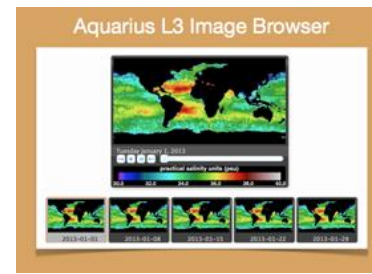 Aquarius L3 Image Browser
Tuesday January 1, 2013
practical salinity units (psu)
30.0 32.0 34.0 36.0 38.0 40.0
2013-01-01 2013-01-08 2013-01-15 2013-01-22 2013-01-29